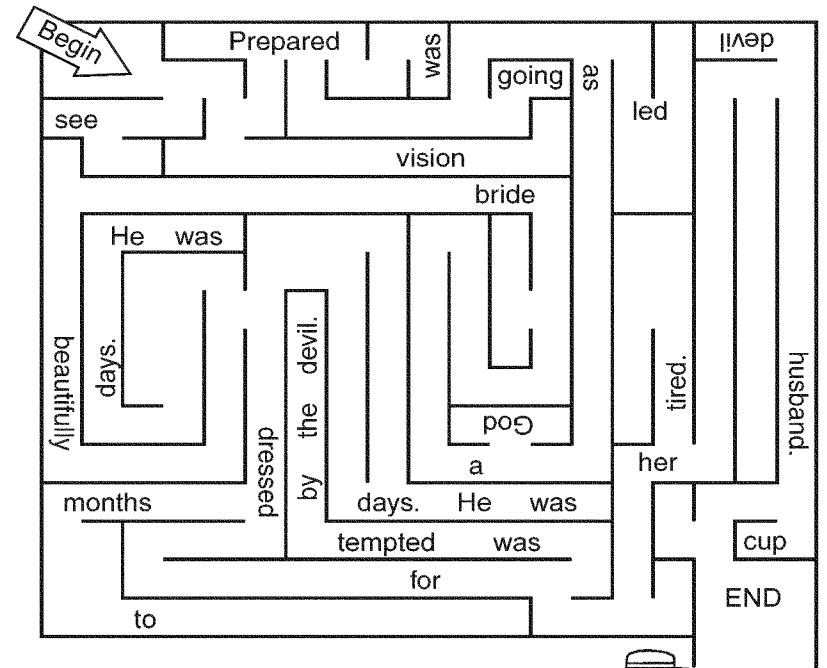 Begin
Prepared
was
devil
going
as
see
led
vision
bride
He was
days.
beautifully
by the devil.
tired.
husband.
God
dressed
a
her
months
days. He was
tempted was
cup
for
END
to